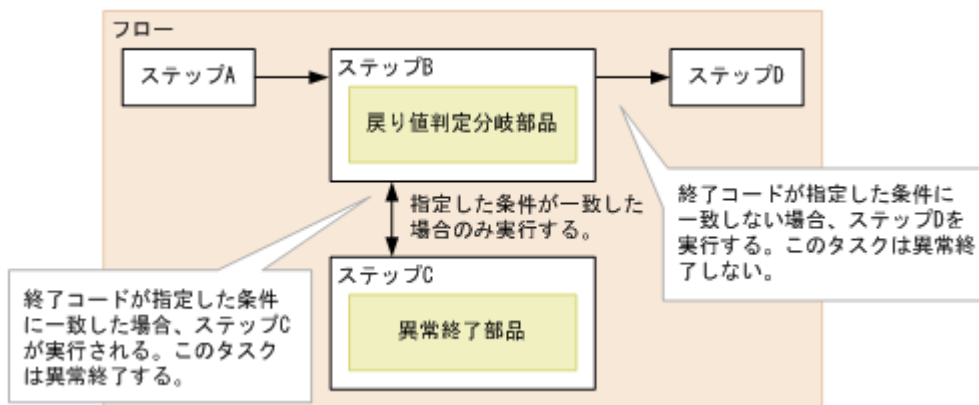 フロー
ステップA
ステップB
戻り値判定分岐部品
ステップD
指定した条件が一致した
場合のみ実行する。
終了コードが指定した条件に
一致しない場合、ステップDを
実行する。このタスクは異常終
了しない。
ステップC
異常終了部品
終了コードが指定した条件
に一致した場合、ステップC
が実行される。このタスク
は異常終了する。